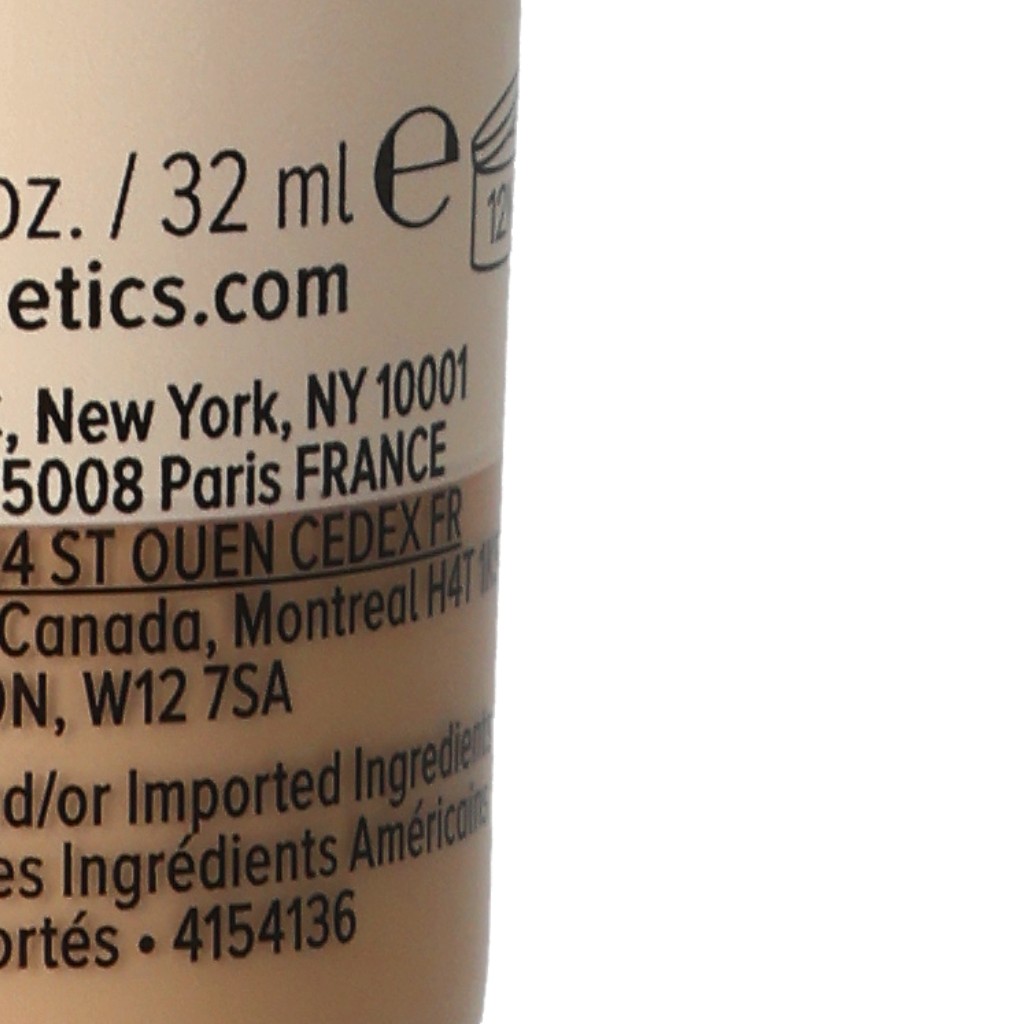 oz. / 32 ml e
12
etics.com
, New York, NY 10001
5008 Paris FRANCE
4 ST OUEN CEDEX FR
Canada, Montreal H4T
ON, W12 7SA
d/or Imported Ingredients
es Ingrédients Américains
ortés • 4154136